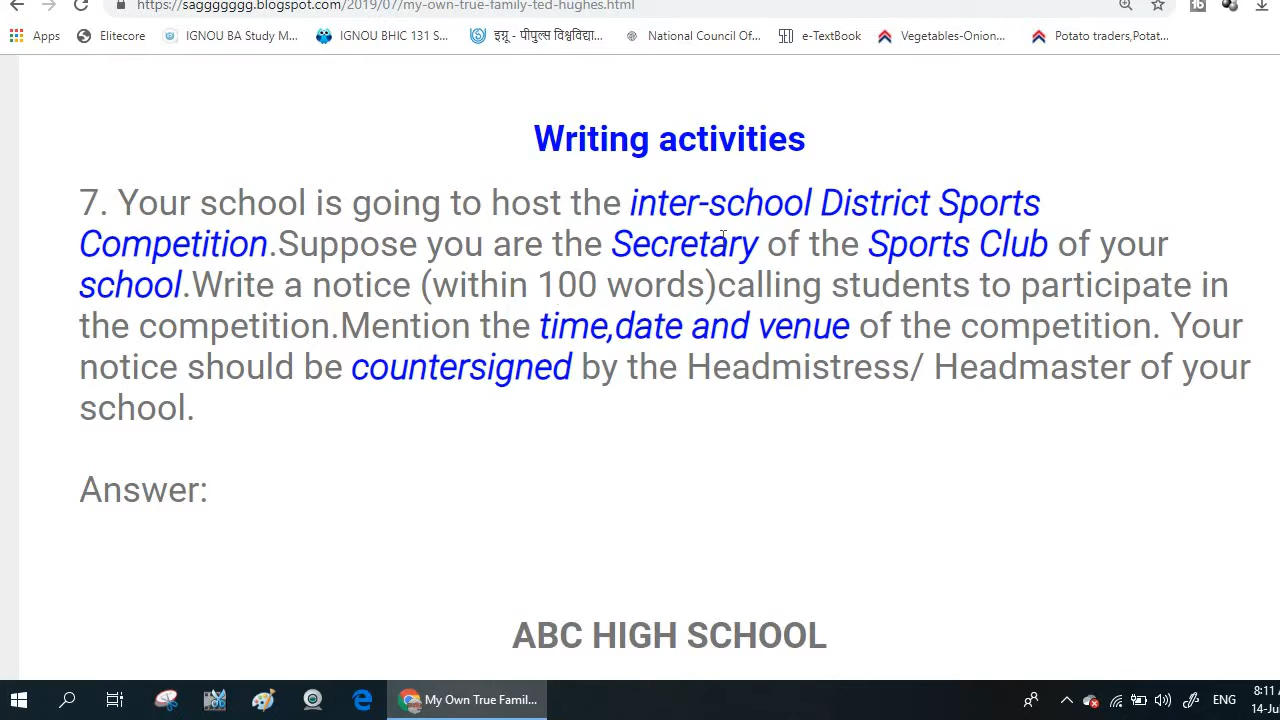 https://saggggggg.blogspot.com/2019/07/my-own-true-family-ted-hughes.html
Apps Elitecore IGNOU BA Study M... IGNOU BHIC 131 S... इग्नू - पीपुल्स विश्वविद्या... National Council Of... e-TextBook Vegetables-Onion... Potato traders,Potat...
Writing activities
7. Your school is going to host the inter-school District Sports
Competition.Suppose you are the Secretary of the Sports Club of your
school.Write a notice (within 100 words)calling students to participate in
the competition.Mention the time,date and venue of the competition. Your
notice should be countersigned by the Headmistress/ Headmaster of your
school.
Answer:
ABC HIGH SCHOOL
My Own True Famil...
ENG
8:11
14-Ju